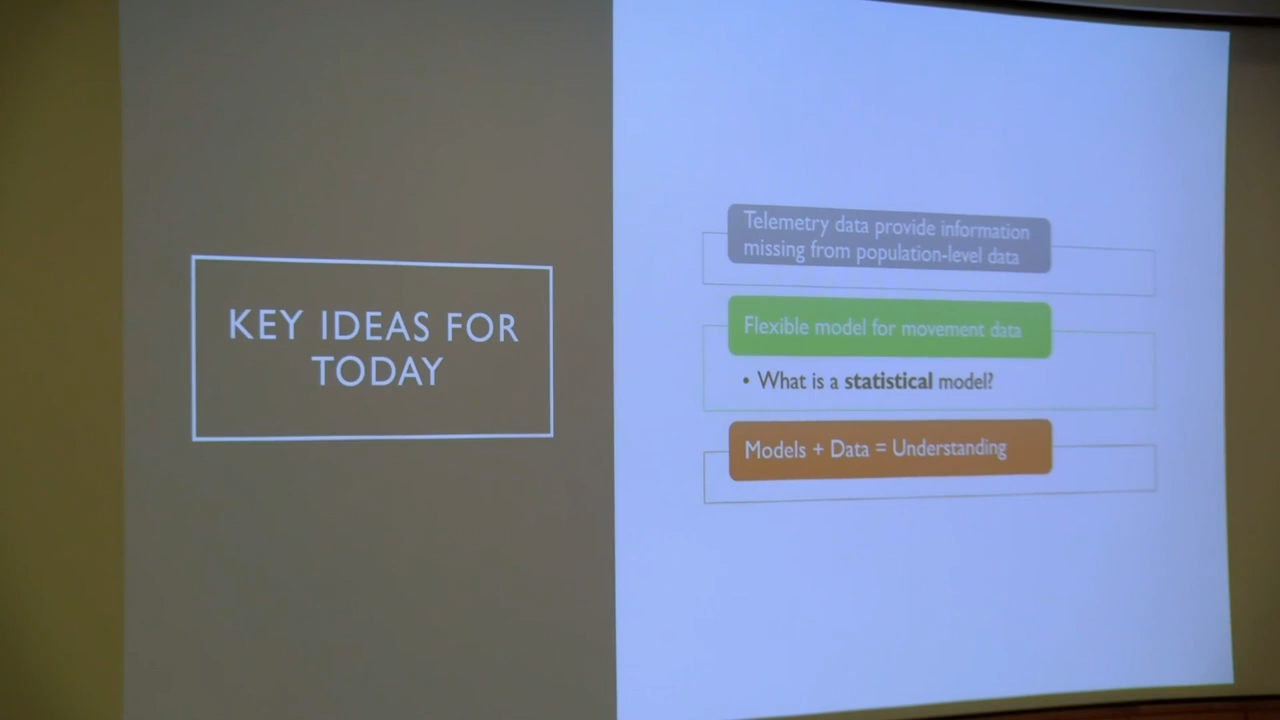 KEY IDEAS FOR
TODAY
Telemetry data provide information
missing from population-level data
Flexible model for movement data
• What is a statistical model?
Models + Data = Understanding